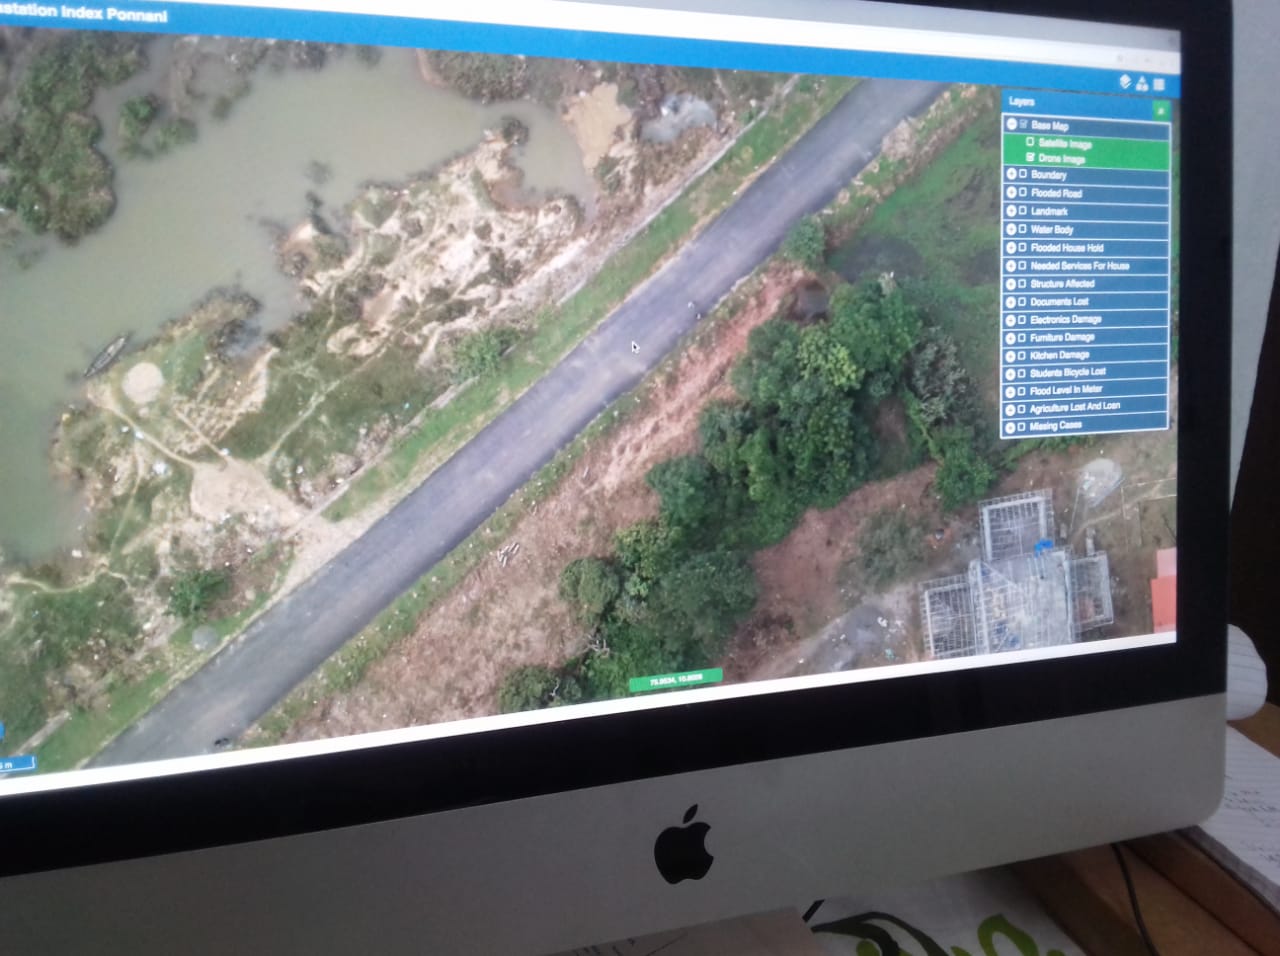 station Index Ponnani
Layers
Base Map
Satellite Image
Drone Image
Boundary
Flooded Road
Landmark
Water Body
Flooded House Hold
Needed Services For House
Structure Affected
Documents Lost
Electronics Damage
Furniture Damage
Kitchen Damage
Students Bicycle Lost
Flood Level In Meter
Agriculture Lost And Loan
Missing Cases
m